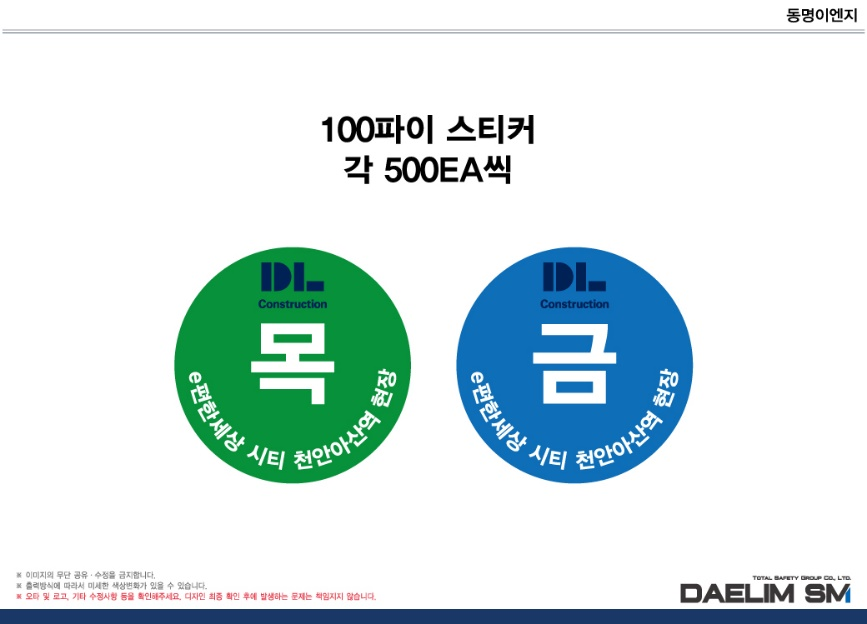 동명이엔지
100파이 스티커
각 500EA씩
DL
Construction
목
e편한세상 시티 천안아산역 현장
DL
Construction
금
e편한세상 시티 천안아산역 현장
※ 이미지의 무단 공유 · 수정을 금지합니다.
※ 출력방식에 따라서 미세한 색상변화가 있을 수 있습니다.
※ 오타 및 로고, 기타 수정사항 등을 확인해주세요. 디자인 최종 확인 후에 발생하는 문제는 책임지지 않습니다.
TOTAL SAFETY GROUP CO., LTD.
DAELIM SM